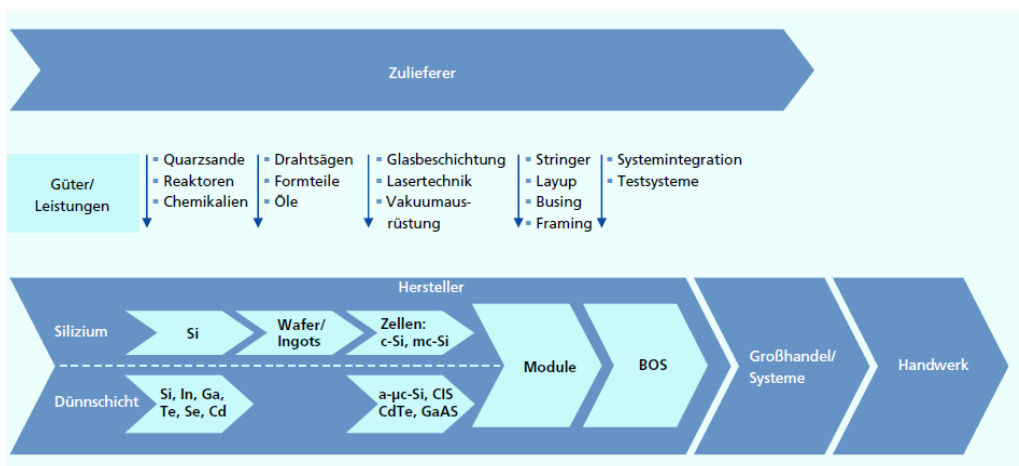 Zulieferer
Güter/
Leistungen
Quarzsande
Reaktoren
Chemikalien
Drahtsägen
Formteile
Öle
Glasbeschichtung
Lasertechnik
Vakuumaus-
rüstung
Stringer
Layup
Busing
Framing
Systemintegration
Testsysteme
Hersteller
Silizium
Si
Wafer/
Ingots
Zellen:
c-Si, mc-Si
Dünnschicht
Si, In, Ga,
Te, Se, Cd
a-µc-Si, CIS
CdTe, GaAS
Module
BOS
Großhandel/
Systeme
Handwerk